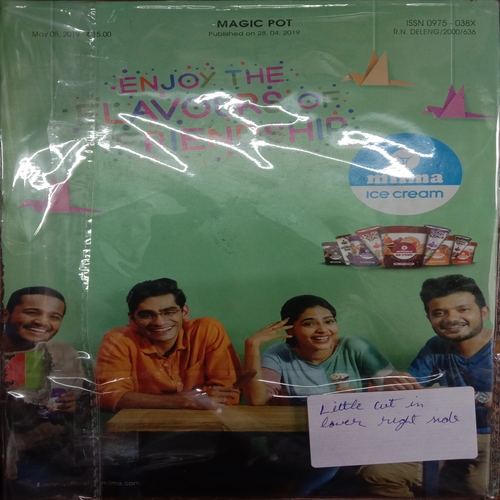 MAGIC POT
Published on 28. 04. 2019
ISSN 0975 - 038X
May 08, 2019
15.00
R.N. DELENG/2000/636
ENJOY THE
FLAVOURS OF
FRIENDSHIP
milma
ice cream
Little cut in
lower right side